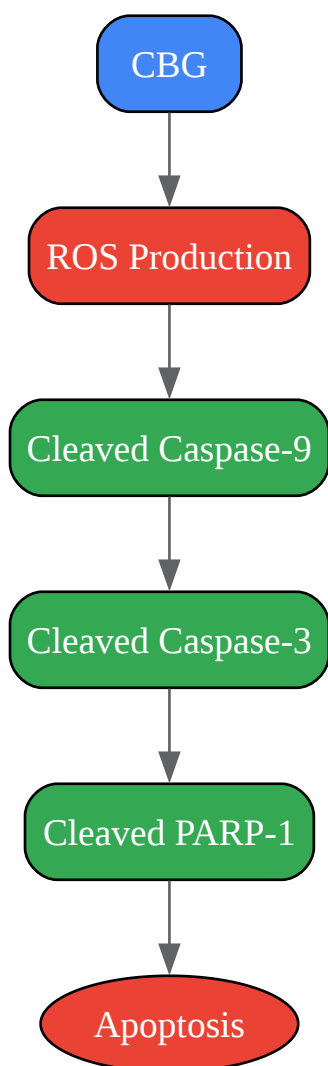 CBG
ROS Production
Cleaved Caspase-9
Cleaved Caspase-3
Cleaved PARP-1
Apoptosis